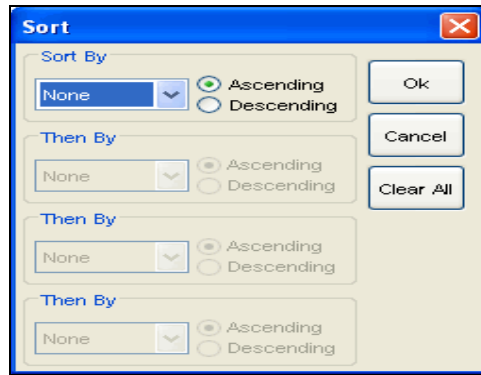 Sort
Sort By
None
Ascending
Descending
Ok
Cancel
Clear All
Then By
None
Ascending
Descending
Then By
None
Ascending
Descending
Then By
None
Ascending
Descending